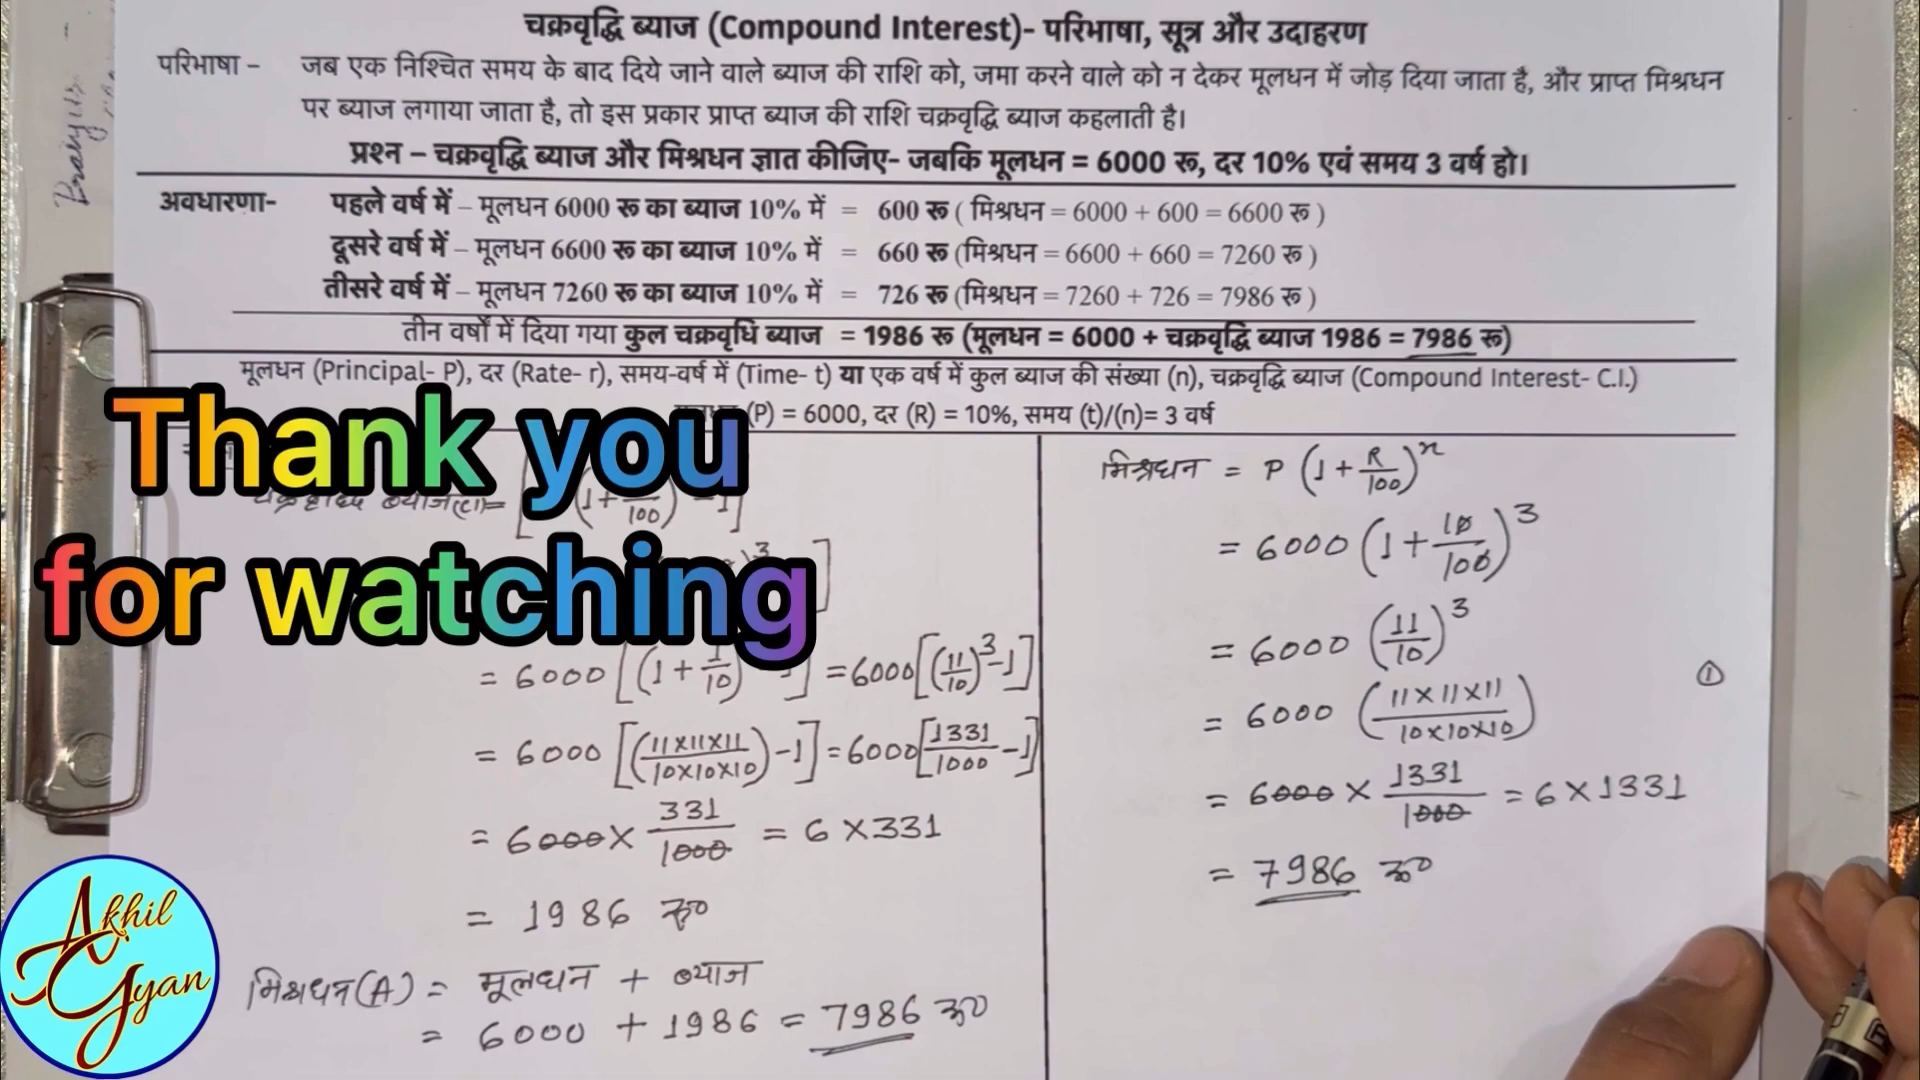 चक्रवृद्धि ब्याज (Compound Interest)- परिभाषा, सूत्र और उदाहरण
परिभाषा – जब एक निश्चित समय के बाद दिये जाने वाले ब्याज की राशि को, जमा करने वाले को न देकर मूलधन में जोड़ दिया जाता है, और प्राप्त मिश्रधन
पर ब्याज लगाया जाता है, तो इस प्रकार प्राप्त ब्याज की राशि चक्रवृद्धि ब्याज कहलाती है।
प्रश्न – चक्रवृद्धि ब्याज और मिश्रधन ज्ञात कीजिए- जबकि मूलधन = 6000 रू, दर 10% एवं समय 3 वर्ष हो।
अवधारणा- पहले वर्ष में – मूलधन 6000 रू का ब्याज 10% में = 600 रू ( मिश्रधन = 6000 + 600 = 6600 रू )
दूसरे वर्ष में – मूलधन 6600 रू का ब्याज 10% में = 660 रू (मिश्रधन = 6600 + 660 = 7260 रू )
तीसरे वर्ष में – मूलधन 7260 रू का ब्याज 10% में = 726 रू (मिश्रधन = 7260 + 726 = 7986 रू )
तीन वर्षों में दिया गया कुल चक्रवृधि ब्याज = 1986 रू (मूलधन = 6000 + चक्रवृद्धि ब्याज 1986 = 7986 रू)
मूलधन (Principal- P), दर (Rate- r), समय-वर्ष में (Time- t) या एक वर्ष में कुल ब्याज की संख्या (n), चक्रवृद्धि ब्याज (Compound Interest- C.I.)
(P) = 6000, दर (R) = 10%, समय (t)/(n)= 3 वर्ष
Thank you
for watching
= 6000 [(1 + 1/10) - 1] = 6000[(11/10)^3 - 1]
= 6000 [(11×11×11/10×10×10) - 1] = 6000[1331/1000 - 1]
= 6000 × 331/1000 = 6 × 331
= 1986 रू०
मिश्रधन(A) = मूलधन + ब्याज
= 6000 + 1986 = 7986 रू०
मिश्रधन = P (1 + R/100)^n
= 6000 (1 + 10/100)^3
= 6000 (11/10)^3
= 6000 (11×11×11/10×10×10)
= 6000 × 1331/1000 = 6 × 1331
= 7986 रू०
①
Akhil
Gyan